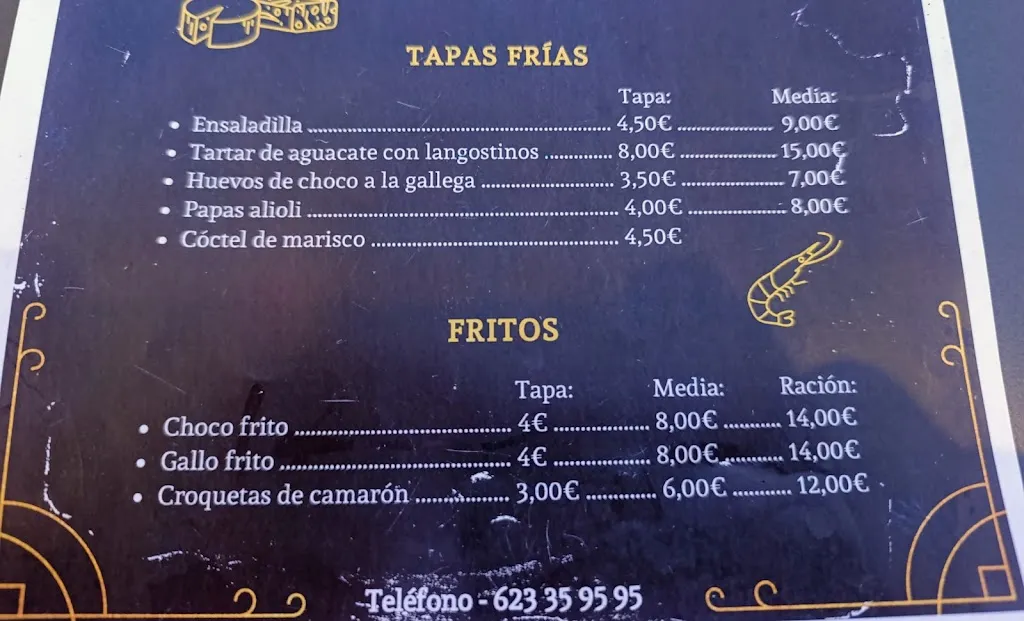 TAPAS FRÍAS
Tapa: Media:
• Ensaladilla 4,50€ 9,00€
• Tartar de aguacate con langostinos 8,00€ 15,00€
• Huevos de choco a la gallega 3,50€ 7,00€
• Papas alioli 4,00€ 8,00€
• Cóctel de marisco 4,50€
FRITOS
Tapa: Media: Ración:
• Choco frito 4€ 8,00€ 14,00€
• Gallo frito 4€ 8,00€ 14,00€
• Croquetas de camarón 3,00€ 6,00€ 12,00€
Teléfono - 623 35 95 95